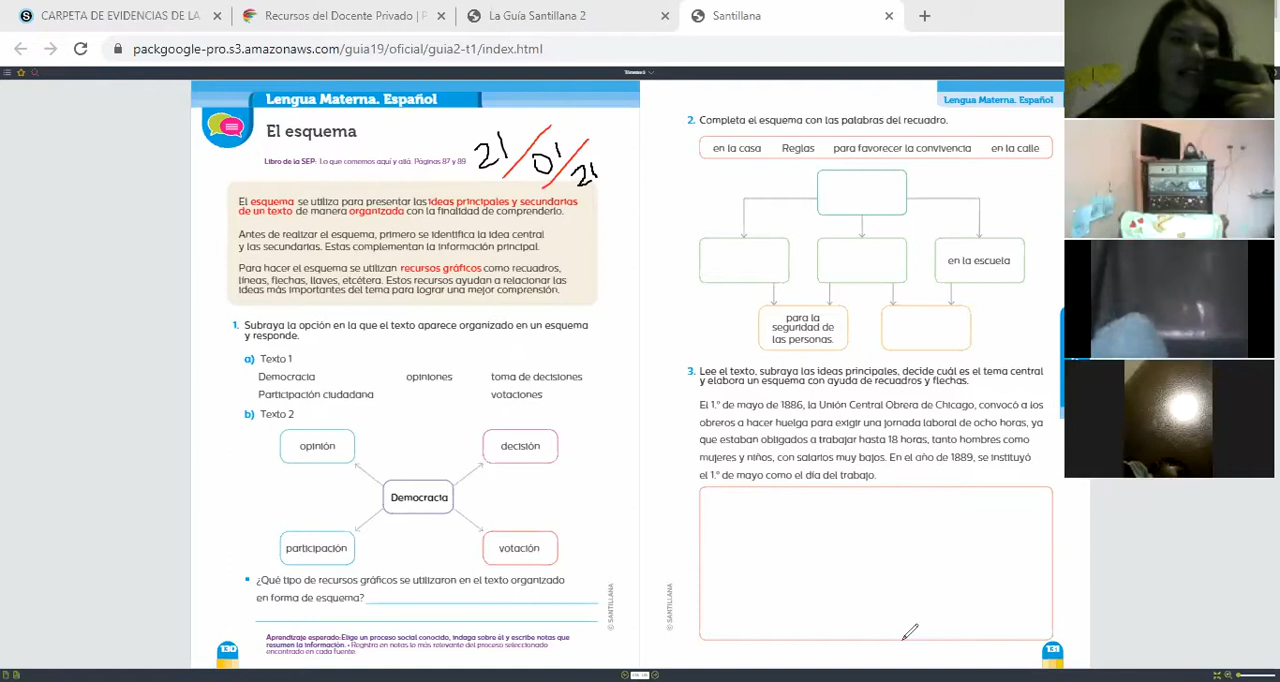 CARPETA DE EVIDENCIAS DE LA
Recursos del Docente Privado | P
La Guía Santillana 2
Santillana
packgoogle-pro.s3.amazonaws.com/guia19/oficial/guia2-t1/index.html
Lengua Materna. Español
El esquema
Libro de la SEP: Lo que comemos aquí y allá. Páginas 87 y 89
21/01/21
El esquema se utiliza para presentar las ideas principales y secundarias
de un texto de manera organizada con la finalidad de comprenderlo.
Antes de realizar el esquema, primero se identifica la idea central
y las secundarias. Estas complementan la información principal.
Para hacer el esquema se utilizan recursos gráficos como recuadros,
líneas, flechas, llaves, etcétera. Estos recursos ayudan a relacionar las
ideas más importantes del tema para lograr una mejor comprensión.
1. Subraya la opción en la que el texto aparece organizado en un esquema
y responde.
a) Texto 1
Democracia opiniones toma de decisiones
Participación ciudadana votaciones
b) Texto 2
opinión decisión
Democracia
participación votación
¿Qué tipo de recursos gráficos se utilizaron en el texto organizado
en forma de esquema?
Aprendizaje esperado: Elige un proceso social conocido, indaga sobre él y escribe notas que
resumen la información. • Registra en notas lo más relevante del proceso seleccionado
encontrado en cada fuente.
130
© SANTILLANA
Lengua Materna. Español
2. Completa el esquema con las palabras del recuadro.
en la casa Reglas para favorecer la convivencia en la calle
en la escuela
para la
seguridad de
las personas.
3. Lee el texto, subraya las ideas principales, decide cuál es el tema central
y elabora un esquema con ayuda de recuadros y flechas.
El 1.º de mayo de 1886, la Unión Central Obrera de Chicago, convocó a los
obreros a hacer huelga para exigir una jornada laboral de ocho horas, ya
que estaban obligados a trabajar hasta 18 horas, tanto hombres como
mujeres y niños, con salarios muy bajos. En el año de 1889, se instituyó
el 1.º de mayo como el día del trabajo.
© SANTILLANA
131